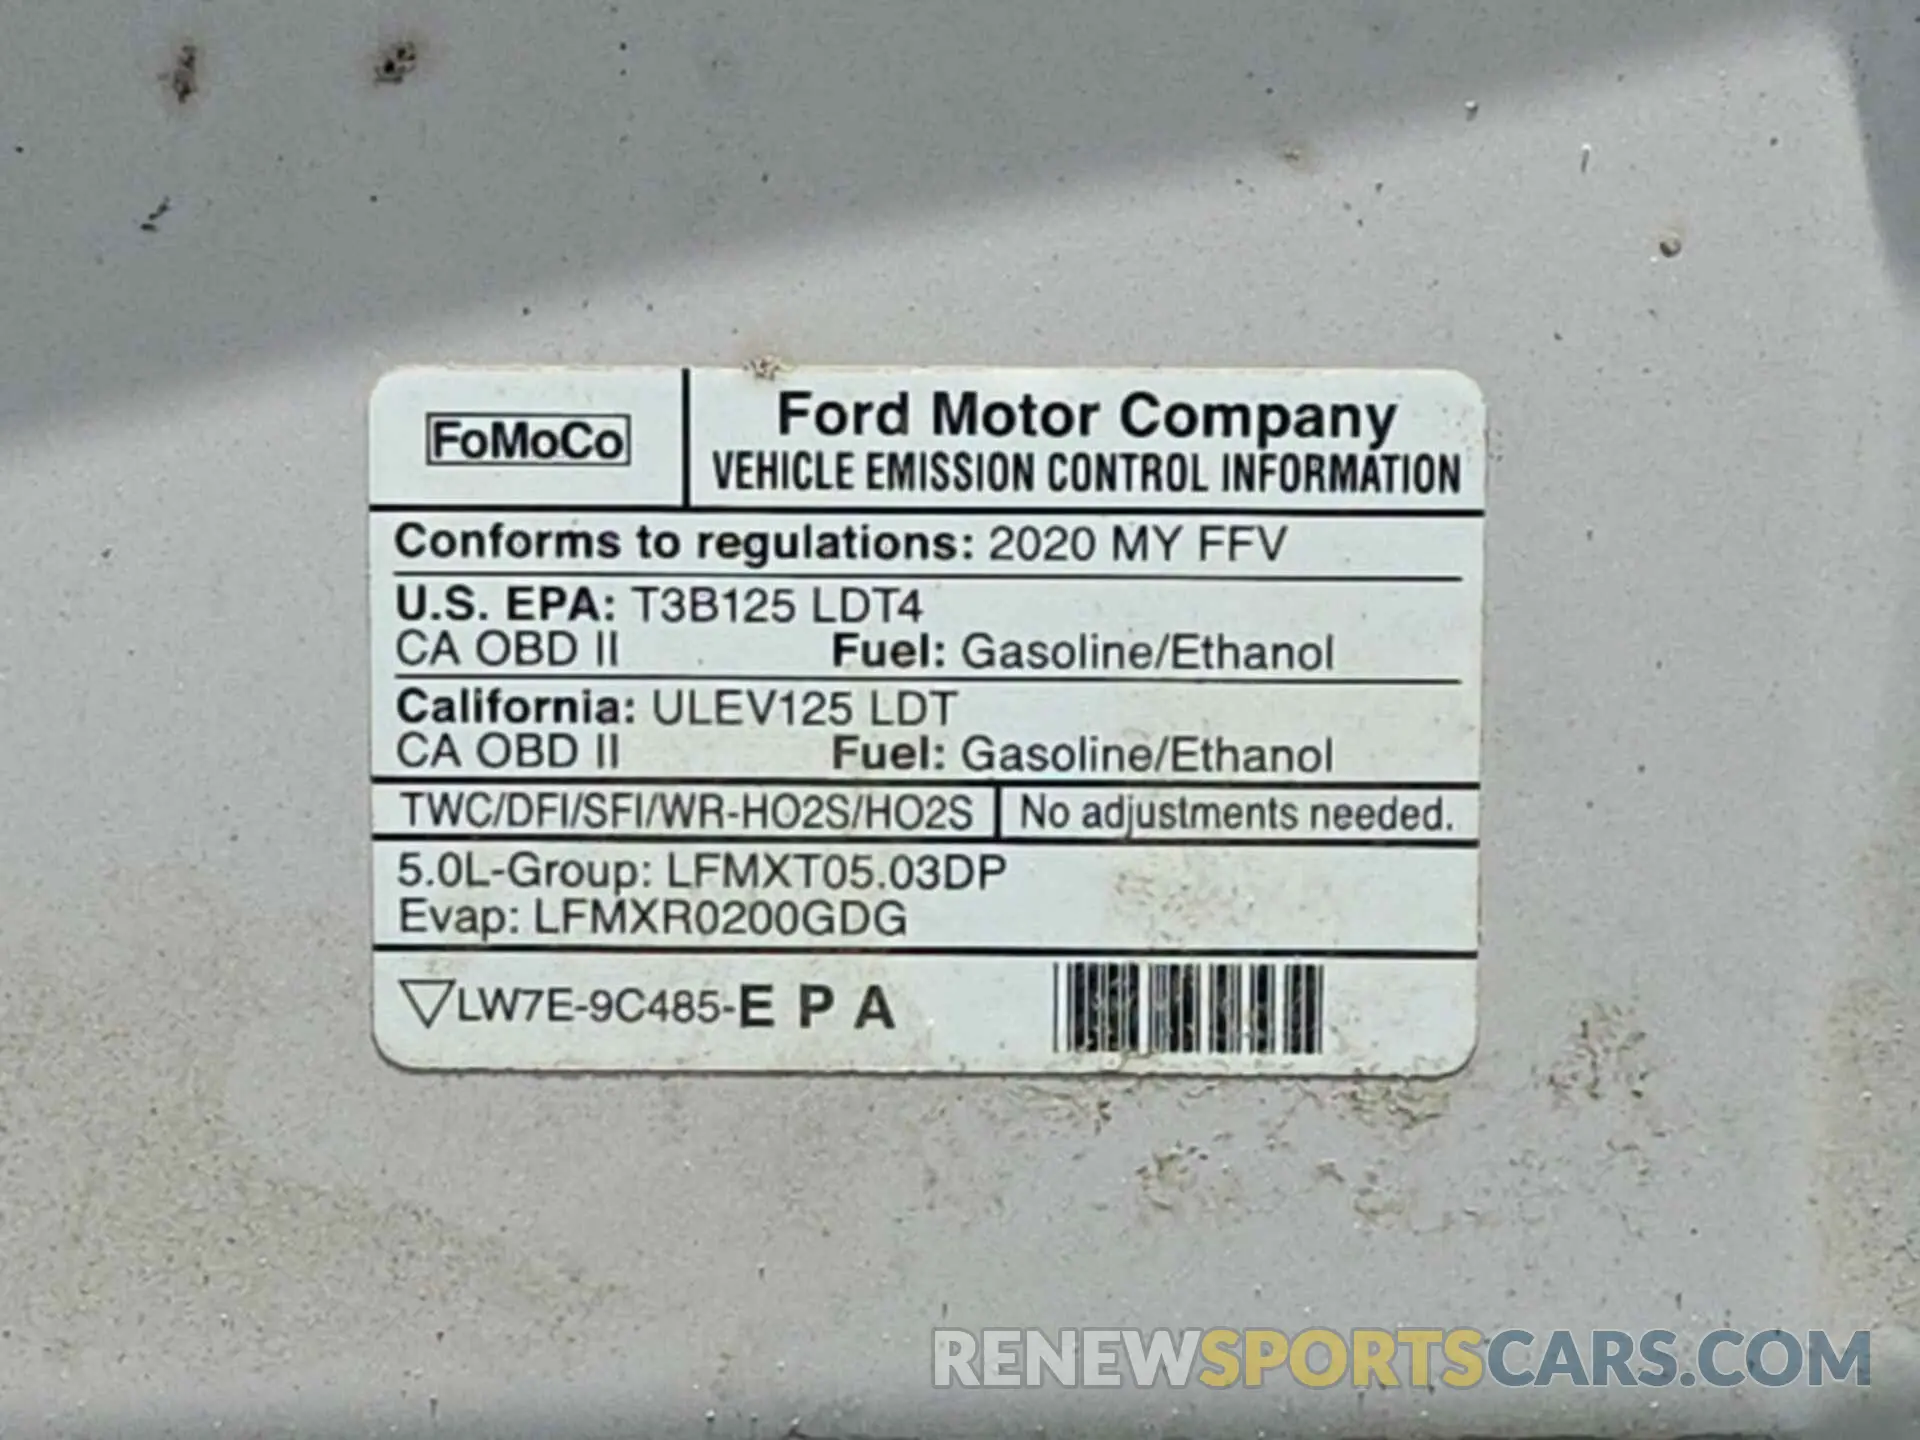 FoMoCo
Ford Motor Company
VEHICLE EMISSION CONTROL INFORMATION
Conforms to regulations: 2020 MY FFV
U.S. EPA: T3B125 LDT4
CA OBD II Fuel: Gasoline/Ethanol
California: ULEV125 LDT
CA OBD II Fuel: Gasoline/Ethanol
TWC/DFI/SFI/WR-HO2S/HO2S No adjustments needed.
5.0L-Group: LFMXT05.03DP
Evap: LFMXR0200GDG
LW7E-9C485-E P A
RENEWSPORTSCARS.COM